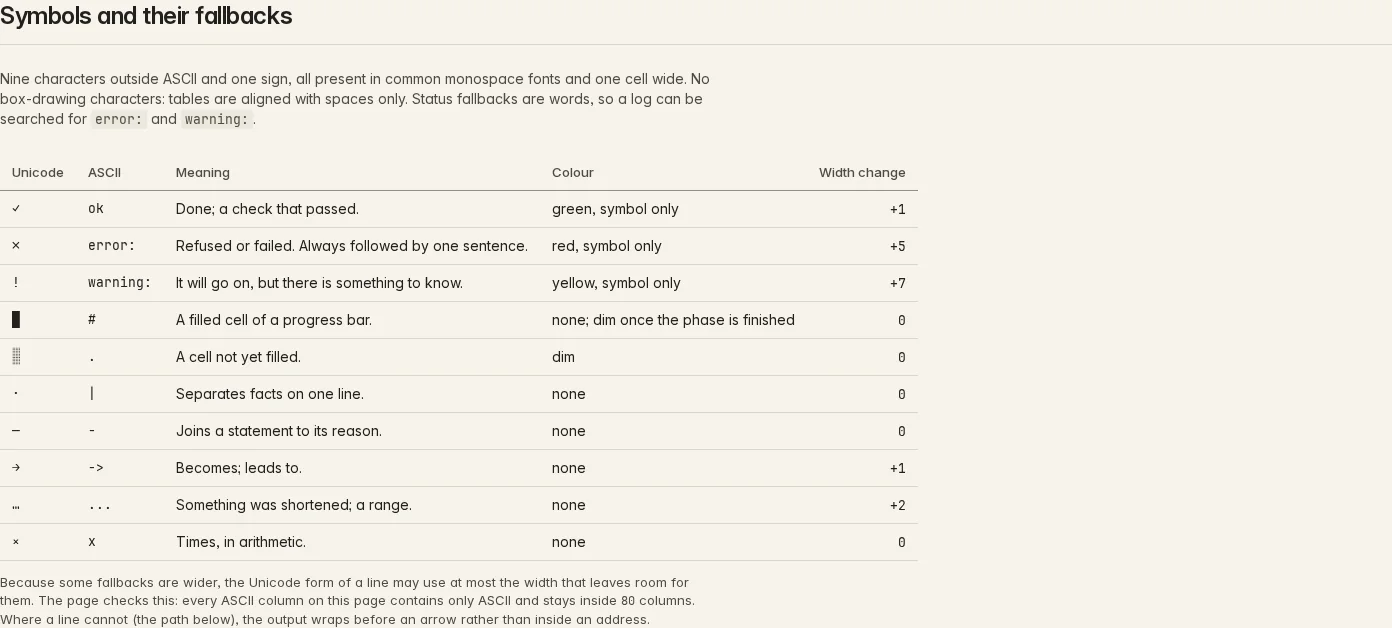 Symbols and their fallbacks
Nine characters outside ASCII and one sign, all present in common monospace fonts and one cell wide. No
box-drawing characters: tables are aligned with spaces only. Status fallbacks are words, so a log can be
searched for error: and warning:.
Unicode ASCII Meaning Colour Width change
✓ ok Done; a check that passed. green, symbol only +1
✕ error: Refused or failed. Always followed by one sentence. red, symbol only +5
! warning: It will go on, but there is something to know. yellow, symbol only +7
█ # A filled cell of a progress bar. none; dim once the phase is finished 0
░ . A cell not yet filled. dim 0
· | Separates facts on one line. none 0
— - Joins a statement to its reason. none 0
→ -> Becomes; leads to. none +1
… ... Something was shortened; a range. none +2
× x Times, in arithmetic. none 0
Because some fallbacks are wider, the Unicode form of a line may use at most the width that leaves room for
them. The page checks this: every ASCII column on this page contains only ASCII and stays inside 80 columns.
Where a line cannot (the path below), the output wraps before an arrow rather than inside an address.